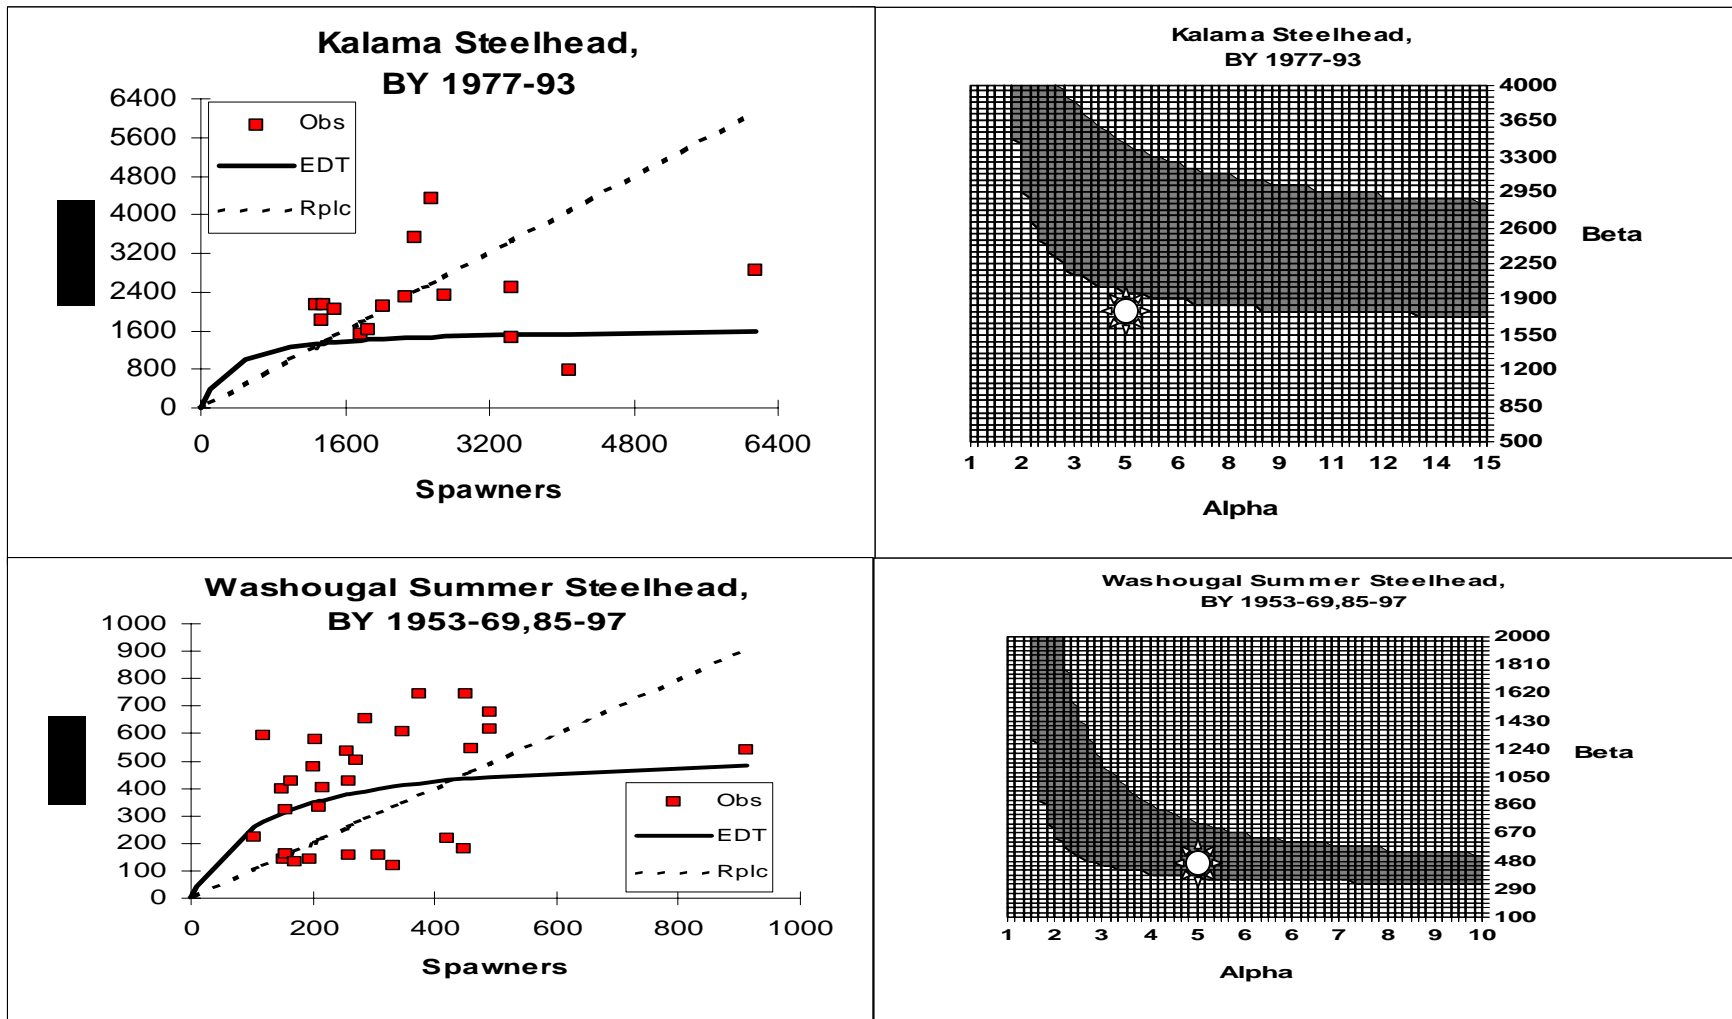 Kalama Steelhead,
BY 1977-93
6400
5600
4800
4000
3200
2400
1600
800
0
Obs
EDT
Rplc
0 1600 3200 4800 6400
Spawners
Kalama Steelhead,
BY 1977-93
4000
3650
3300
2950
2600
2250
1900
1550
1200
850
500
Beta
1 2 3 5 6 8 9 11 12 14 15
Alpha
Washougal Summer Steelhead,
BY 1953-69,85-97
1000
900
800
700
600
500
400
300
200
100
0
Obs
EDT
Rplc
0 200 400 600 800 1000
Spawners
Washougal Summer Steelhead,
BY 1953-69,85-97
2000
1810
1620
1430
1240
1050
860
670
480
290
100
Beta
1 2 3 4 5 6 7 8 9 10
Alpha